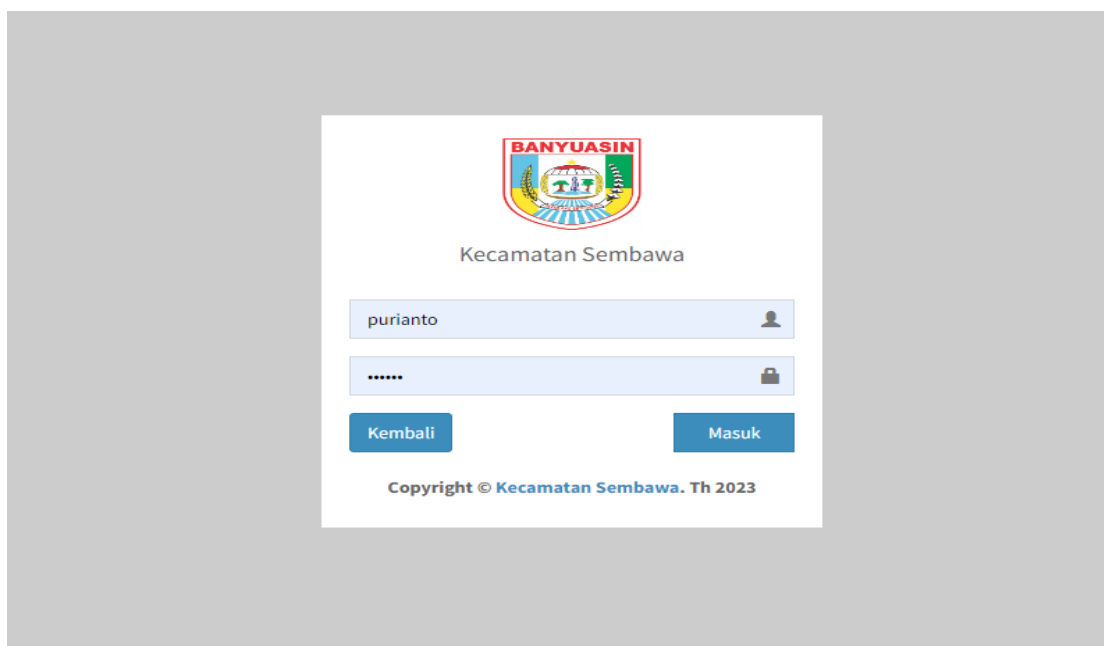 BANYUASIN
Kecamatan Sembawa
purianto
••••••
Kembali
Masuk
Copyright © Kecamatan Sembawa. Th 2023